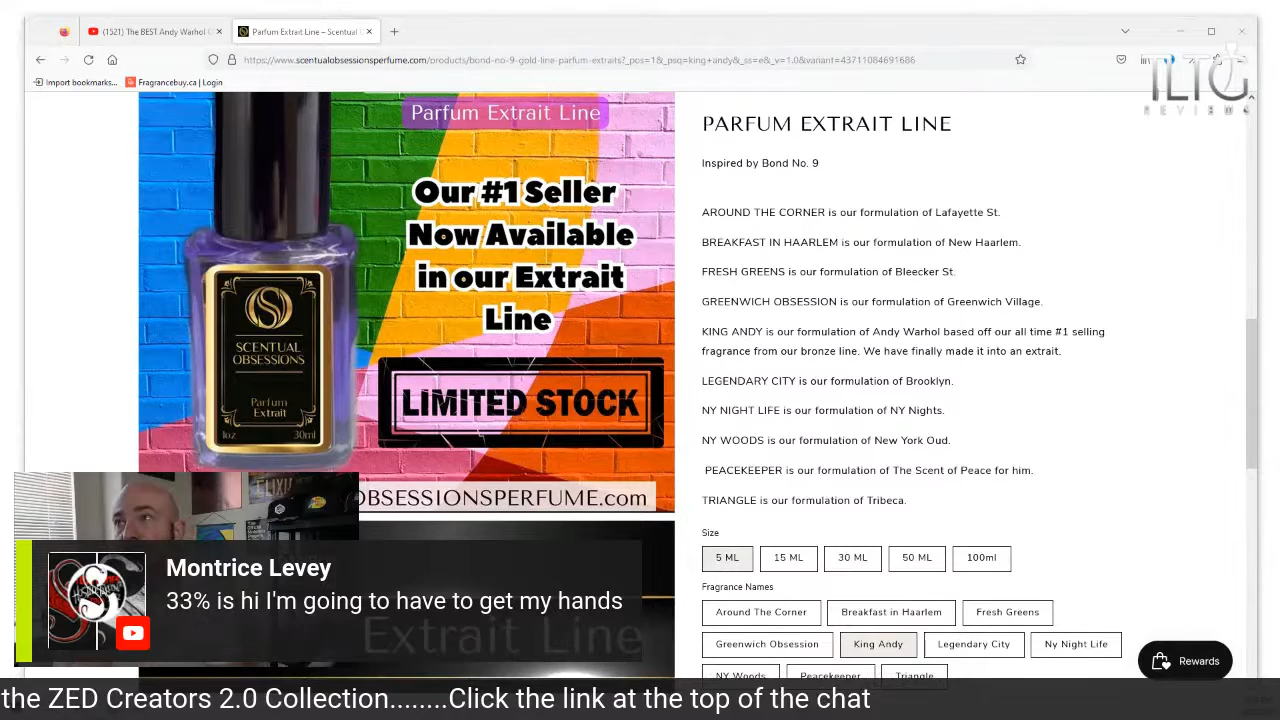 (1521) The BEST Andy Warhol C
Parfum Extrait Line – Scentual O
https://www.scentualobsessionsperfume.com/products/bond-no-9-gold-line-parfum-extraits?_pos=1&_psq=king+andy&_ss=e&_v=1.0&variant=43711084691686
Import bookmarks...
Fragrancebuy.ca | Login
ILTG
REVIEWS
Parfum Extrait Line
Our #1 Seller
Now Available
in our Extrait
Line
LIMITED STOCK
SCENTUAL
OBSESSIONS
Parfum
Extrait
1oz 30ml
OBSESSIONSPERFUME.com
Extrait Line
PARFUM EXTRAIT LINE
Inspired by Bond No. 9
AROUND THE CORNER is our formulation of Lafayette St.
BREAKFAST IN HAARLEM is our formulation of New Haarlem.
FRESH GREENS is our formulation of Bleecker St.
GREENWICH OBSESSION is our formulation of Greenwich Village.
KING ANDY is our formulation of Andy Warhol based off our all time #1 selling
fragrance from our bronze line. We have finally made it into an extrait.
LEGENDARY CITY is our formulation of Brooklyn.
NY NIGHT LIFE is our formulation of NY Nights.
NY WOODS is our formulation of New York Oud.
PEACEKEEPER is our formulation of The Scent of Peace for him.
TRIANGLE is our formulation of Tribeca.
Size
5 ML 15 ML 30 ML 50 ML 100ml
Fragrance Names
Around The Corner Breakfast in Haarlem Fresh Greens
Greenwich Obsession King Andy Legendary City Ny Night Life
NY Woods Peacekeeper Triangle
Rewards
Montrice Levey
33% is hi I'm going to have to get my hands
the ZED Creators 2.0 Collection........Click the link at the top of the chat